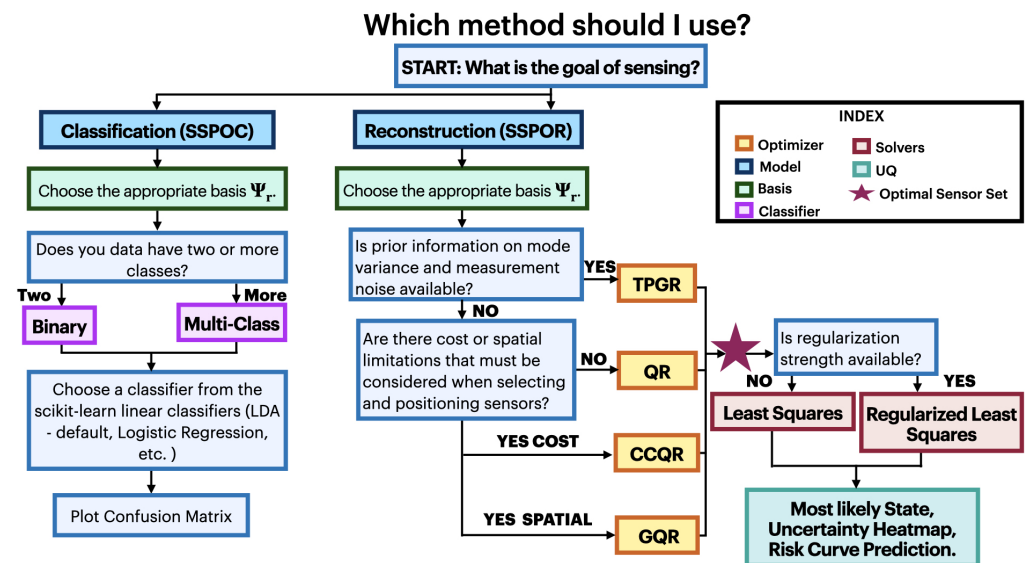 Which method should I use?
START: What is the goal of sensing?
Classification (SSPOC)
Choose the appropriate basis Ψr.
Does you data have two or more
classes?
Two
More
Binary
Multi-Class
Choose a classifier from the
scikit-learn linear classifiers (LDA
- default, Logistic Regression,
etc. )
Plot Confusion Matrix
Reconstruction (SSPOR)
Choose the appropriate basis Ψr.
Is prior information on mode
variance and measurement
noise available?
YES
TPGR
NO
Are there cost or spatial
limitations that must be
considered when selecting
and positioning sensors?
NO
QR
YES COST
CCQR
YES SPATIAL
GQR
Is regularization
strength available?
NO
YES
Least Squares
Regularized Least
Squares
Most likely State,
Uncertainty Heatmap,
Risk Curve Prediction.
INDEX
Optimizer
Model
Basis
Classifier
Solvers
UQ
Optimal Sensor Set